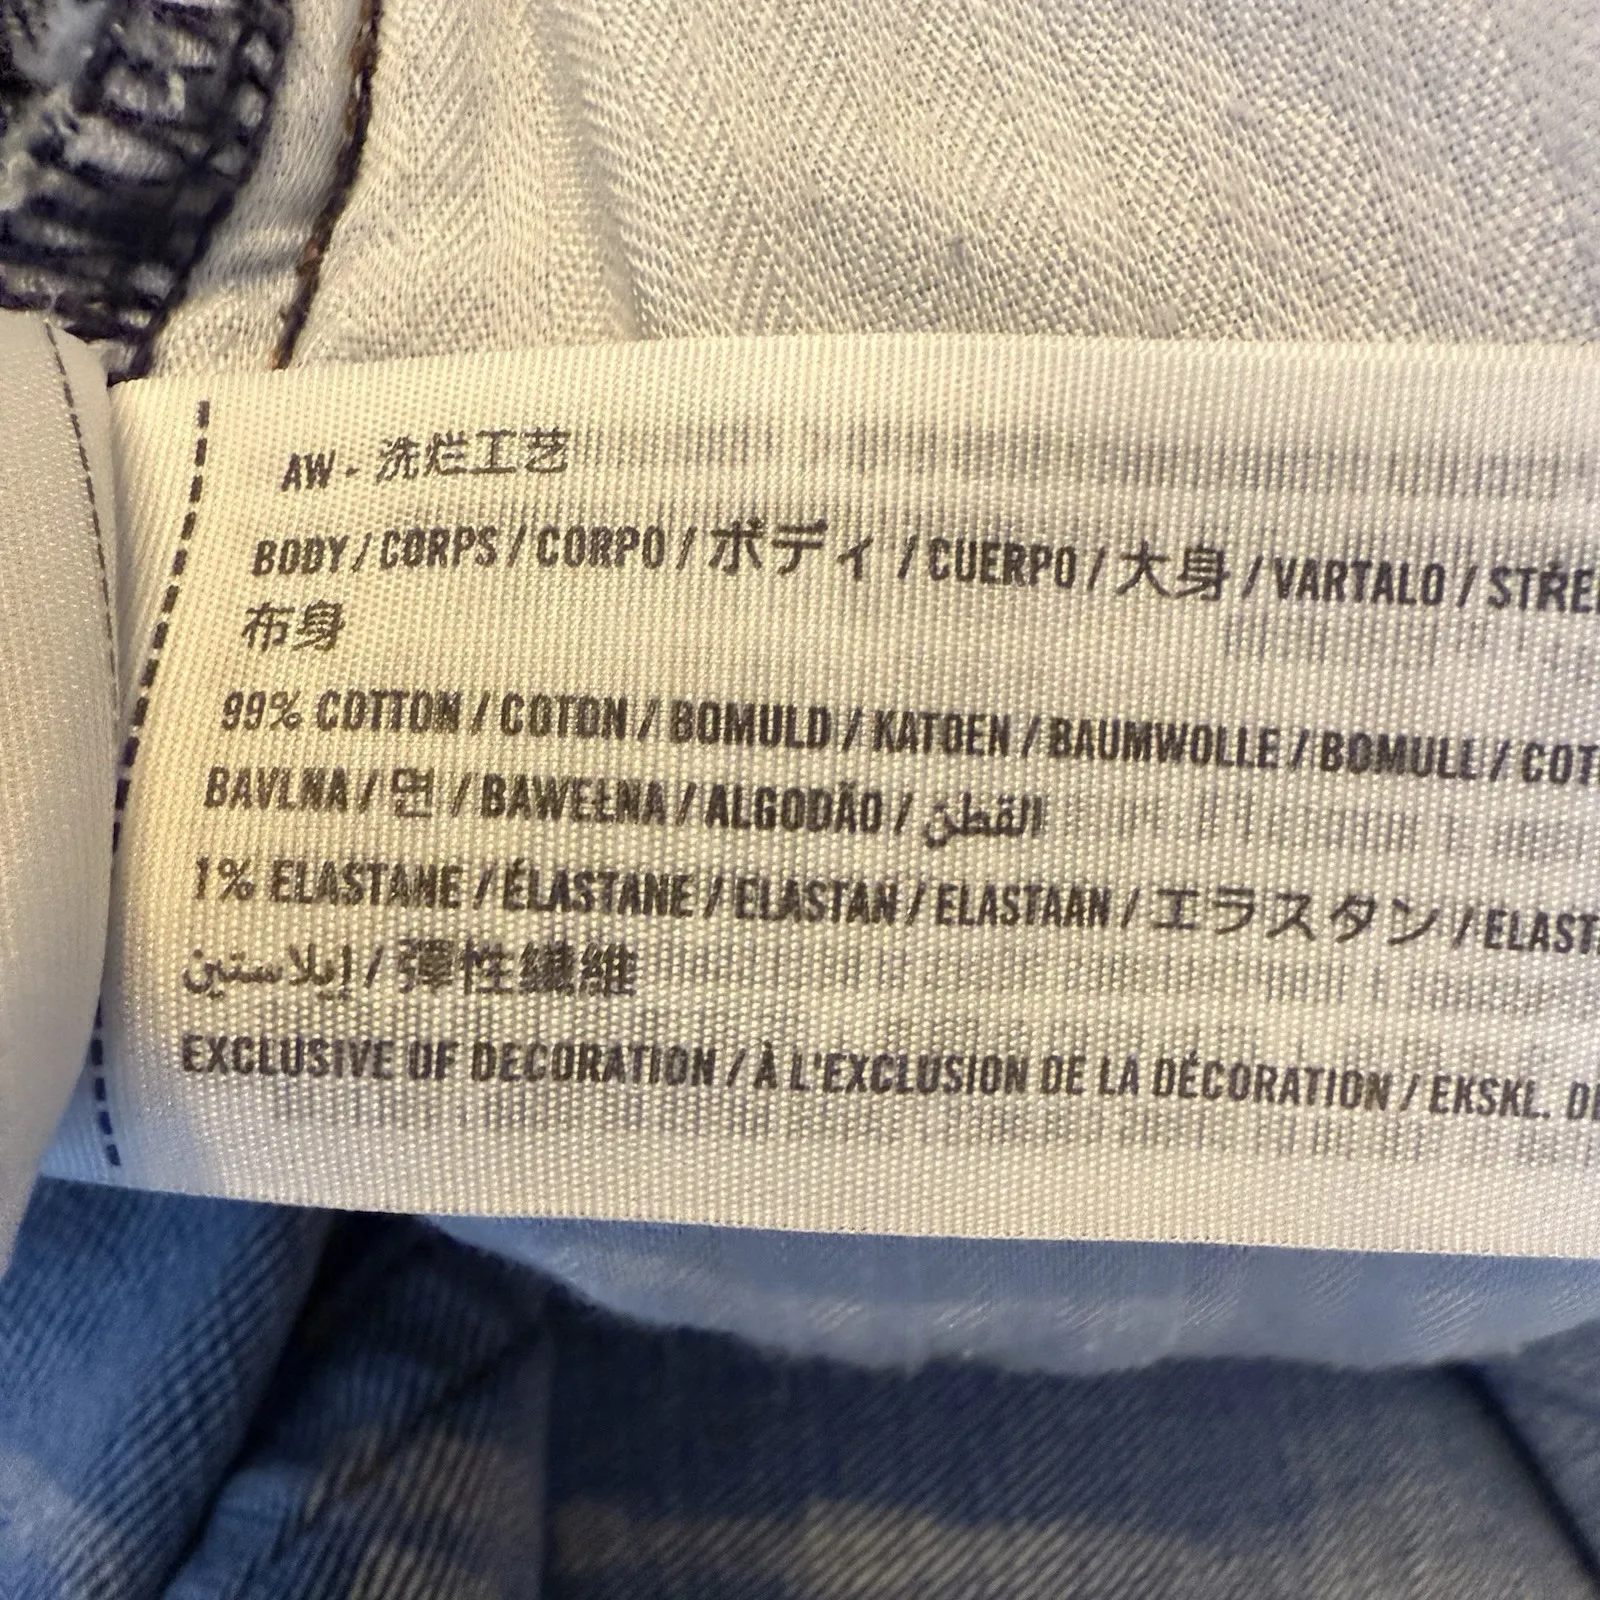 AW - 洗烂工艺
BODY / CORPS / CORPO / ボディ / CUERPO / 大身 / VARTALO /
布身
99% COTTON / COTON / BOMULD / KATOEN / BAUMWOLLE / BOMULL /
BAVLNA / 면 / BAWEŁNA / ALGODÃO / القطن
1% ELASTANE / ÉLASTANE / ELASTAN / ELASTAAN / エラスタン /
إيلاستين / 彈性纖維
EXCLUSIVE OF DECORATION / À L'EXCLUSION DE LA DÉCORATION / EKSKL.